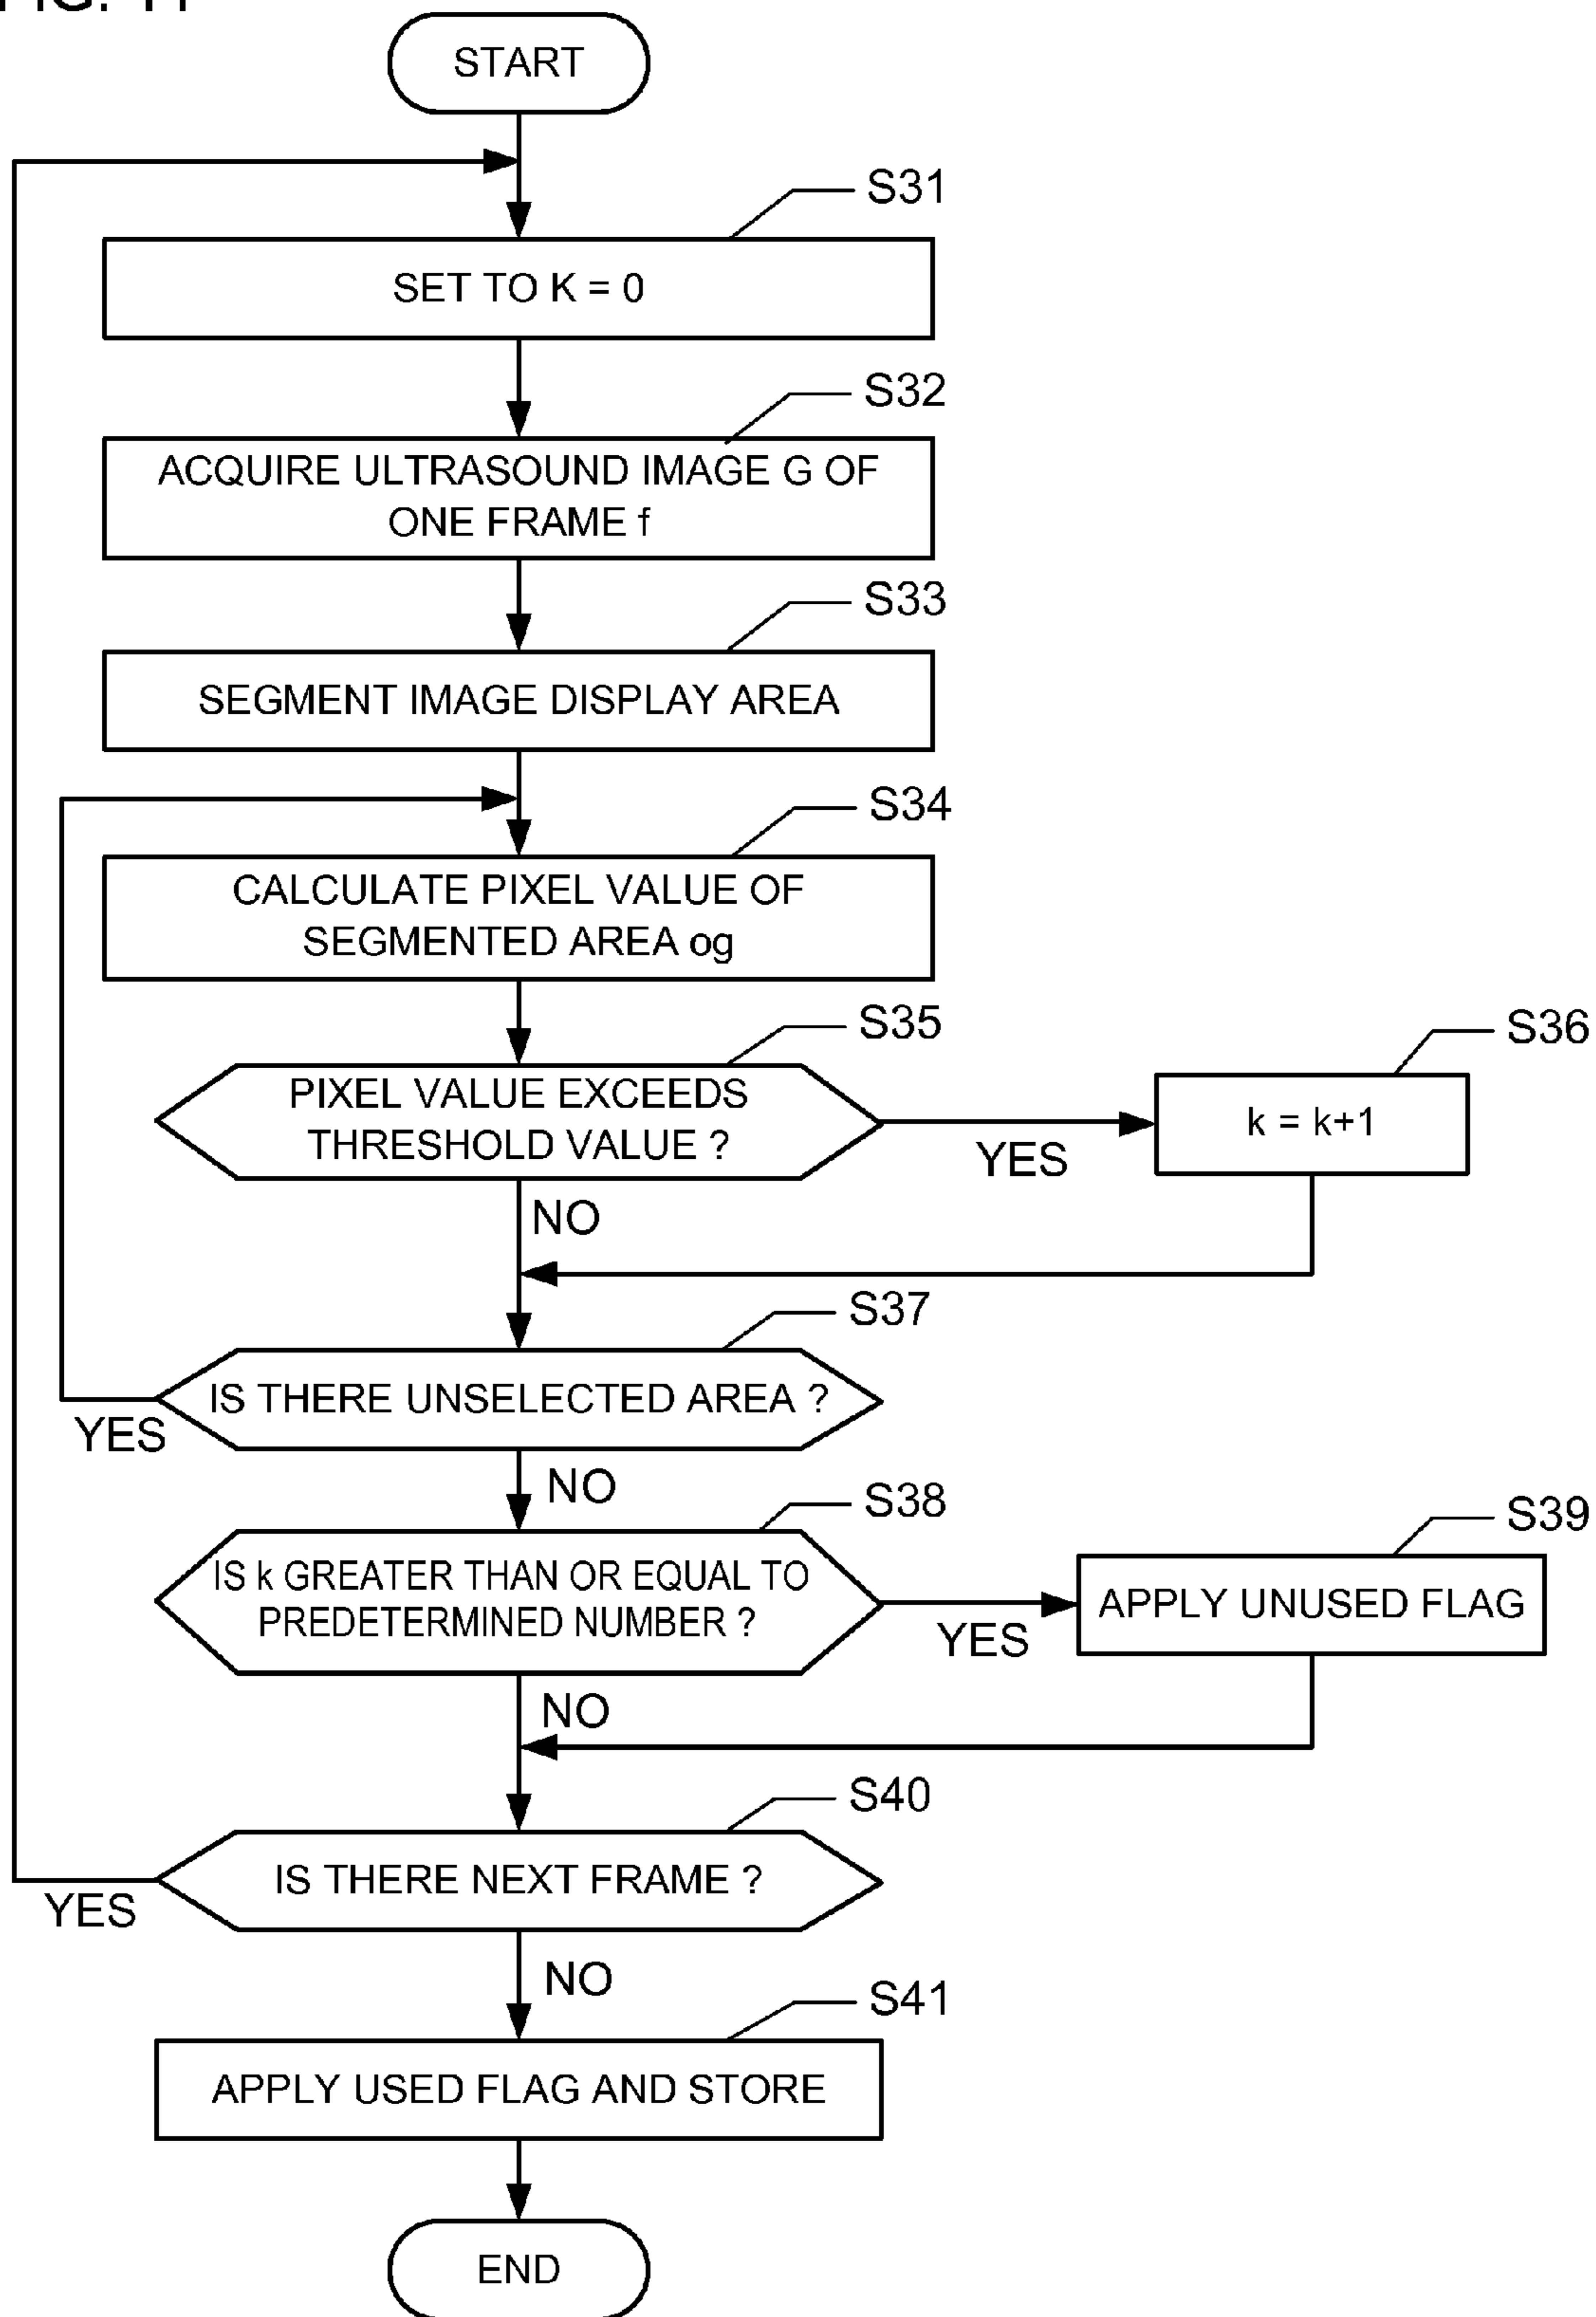 FIG. 11
START
S31
SET TO K = 0
S32
ACQUIRE ULTRASOUND IMAGE G OF
ONE FRAME f
S33
SEGMENT IMAGE DISPLAY AREA
S34
CALCULATE PIXEL VALUE OF
SEGMENTED AREA og
S35
PIXEL VALUE EXCEEDS
THRESHOLD VALUE ?
YES
S36
k = k+1
NO
S37
IS THERE UNSELECTED AREA ?
YES
NO
S38
IS k GREATER THAN OR EQUAL TO
PREDETERMINED NUMBER ?
YES
S39
APPLY UNUSED FLAG
NO
S40
IS THERE NEXT FRAME ?
YES
NO
S41
APPLY USED FLAG AND STORE
END